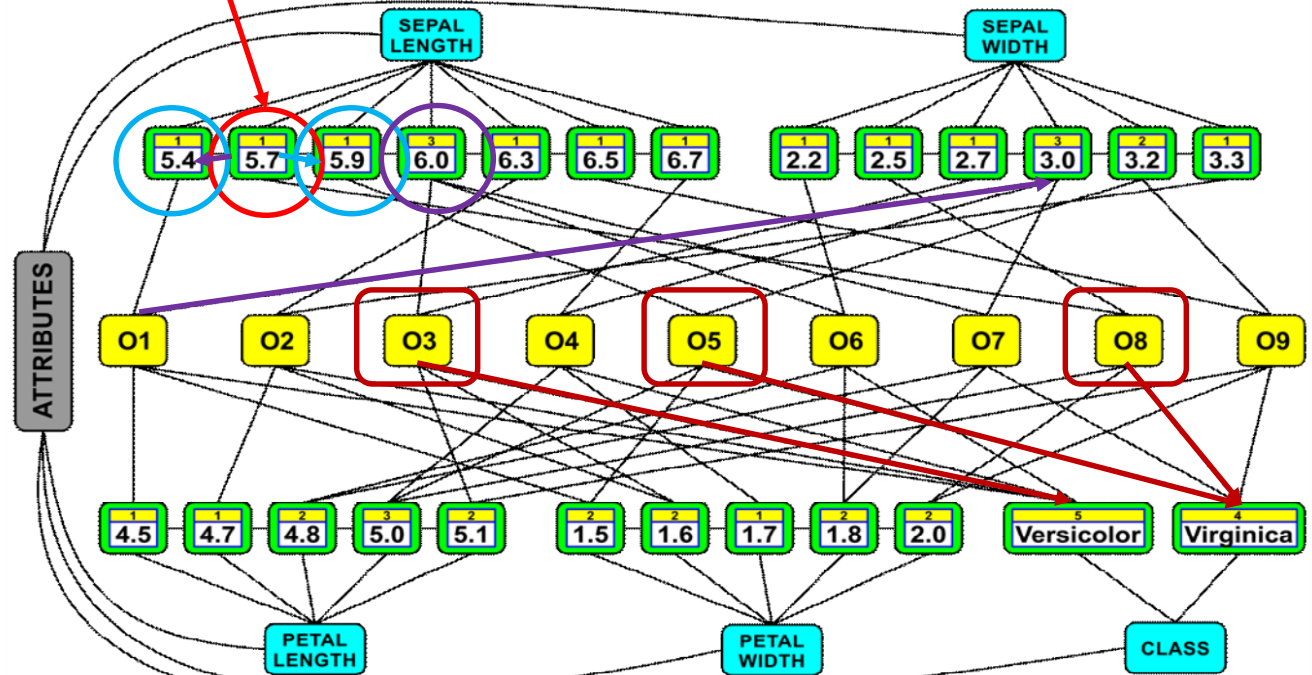 SEPAL
LENGTH
SEPAL
WIDTH
1 1 1 3 1 1 1 1 1 1 3 2 1
5.4 5.7 5.9 6.0 6.3 6.5 6.7 2.2 2.5 2.7 3.0 3.2 3.3
ATTRIBUTES
O1 O2 O3 O4 O5 O6 O7 O8 O9
1 1 2 3 2 2 2 1 2 2 5 4
4.5 4.7 4.8 5.0 5.1 1.5 1.6 1.7 1.8 2.0 Versicolor Virginica
PETAL
LENGTH
PETAL
WIDTH
CLASS